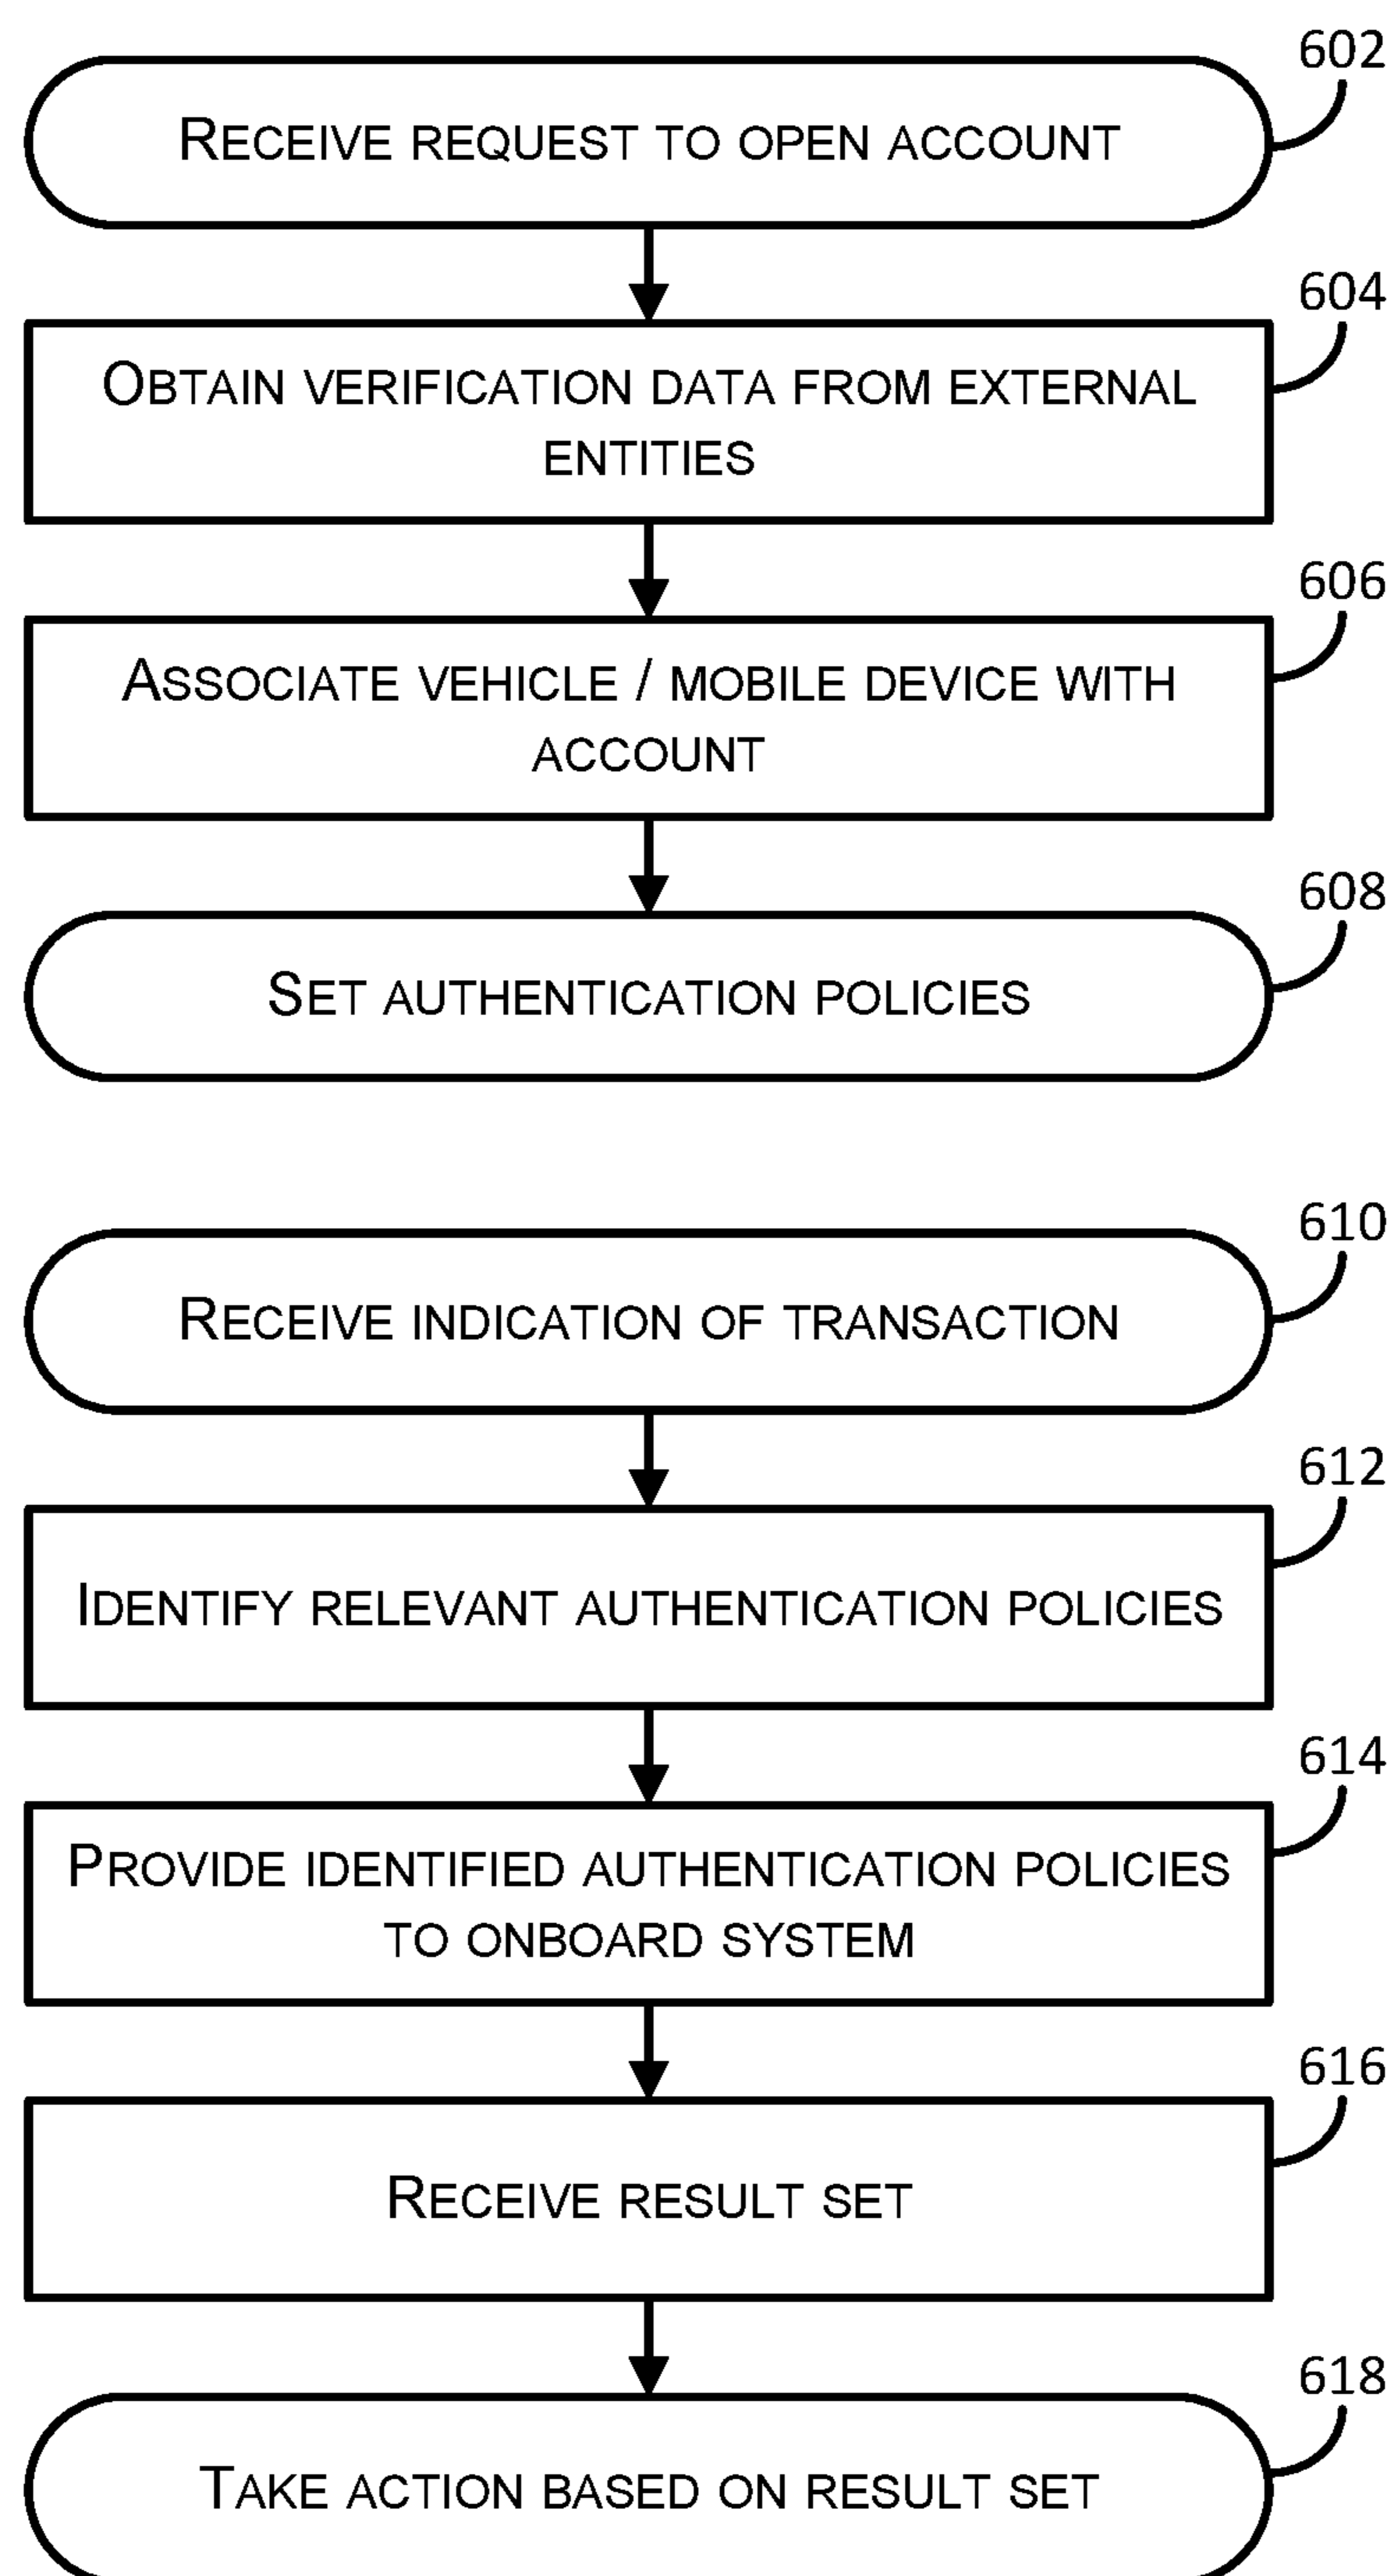 602
RECEIVE REQUEST TO OPEN ACCOUNT
604
OBTAIN VERIFICATION DATA FROM EXTERNAL
ENTITIES
606
ASSOCIATE VEHICLE / MOBILE DEVICE WITH
ACCOUNT
608
SET AUTHENTICATION POLICIES
610
RECEIVE INDICATION OF TRANSACTION
612
IDENTIFY RELEVANT AUTHENTICATION POLICIES
614
PROVIDE IDENTIFIED AUTHENTICATION POLICIES
TO ONBOARD SYSTEM
616
RECEIVE RESULT SET
618
TAKE ACTION BASED ON RESULT SET